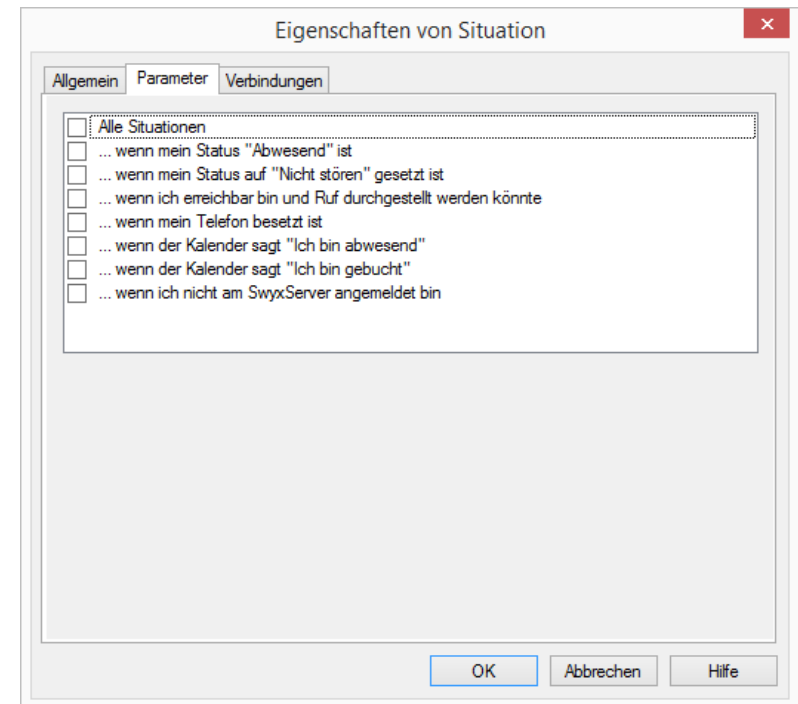 Eigenschaften von Situation
Allgemein Parameter Verbindungen
Alle Situationen
... wenn mein Status "Abwesend" ist
... wenn mein Status auf "Nicht stören" gesetzt ist
... wenn ich erreichbar bin und Ruf durchgestellt werden könnte
... wenn mein Telefon besetzt ist
... wenn der Kalender sagt "Ich bin abwesend"
... wenn der Kalender sagt "Ich bin gebucht"
... wenn ich nicht am SwyxServer angemeldet bin
OK Abbrechen Hilfe